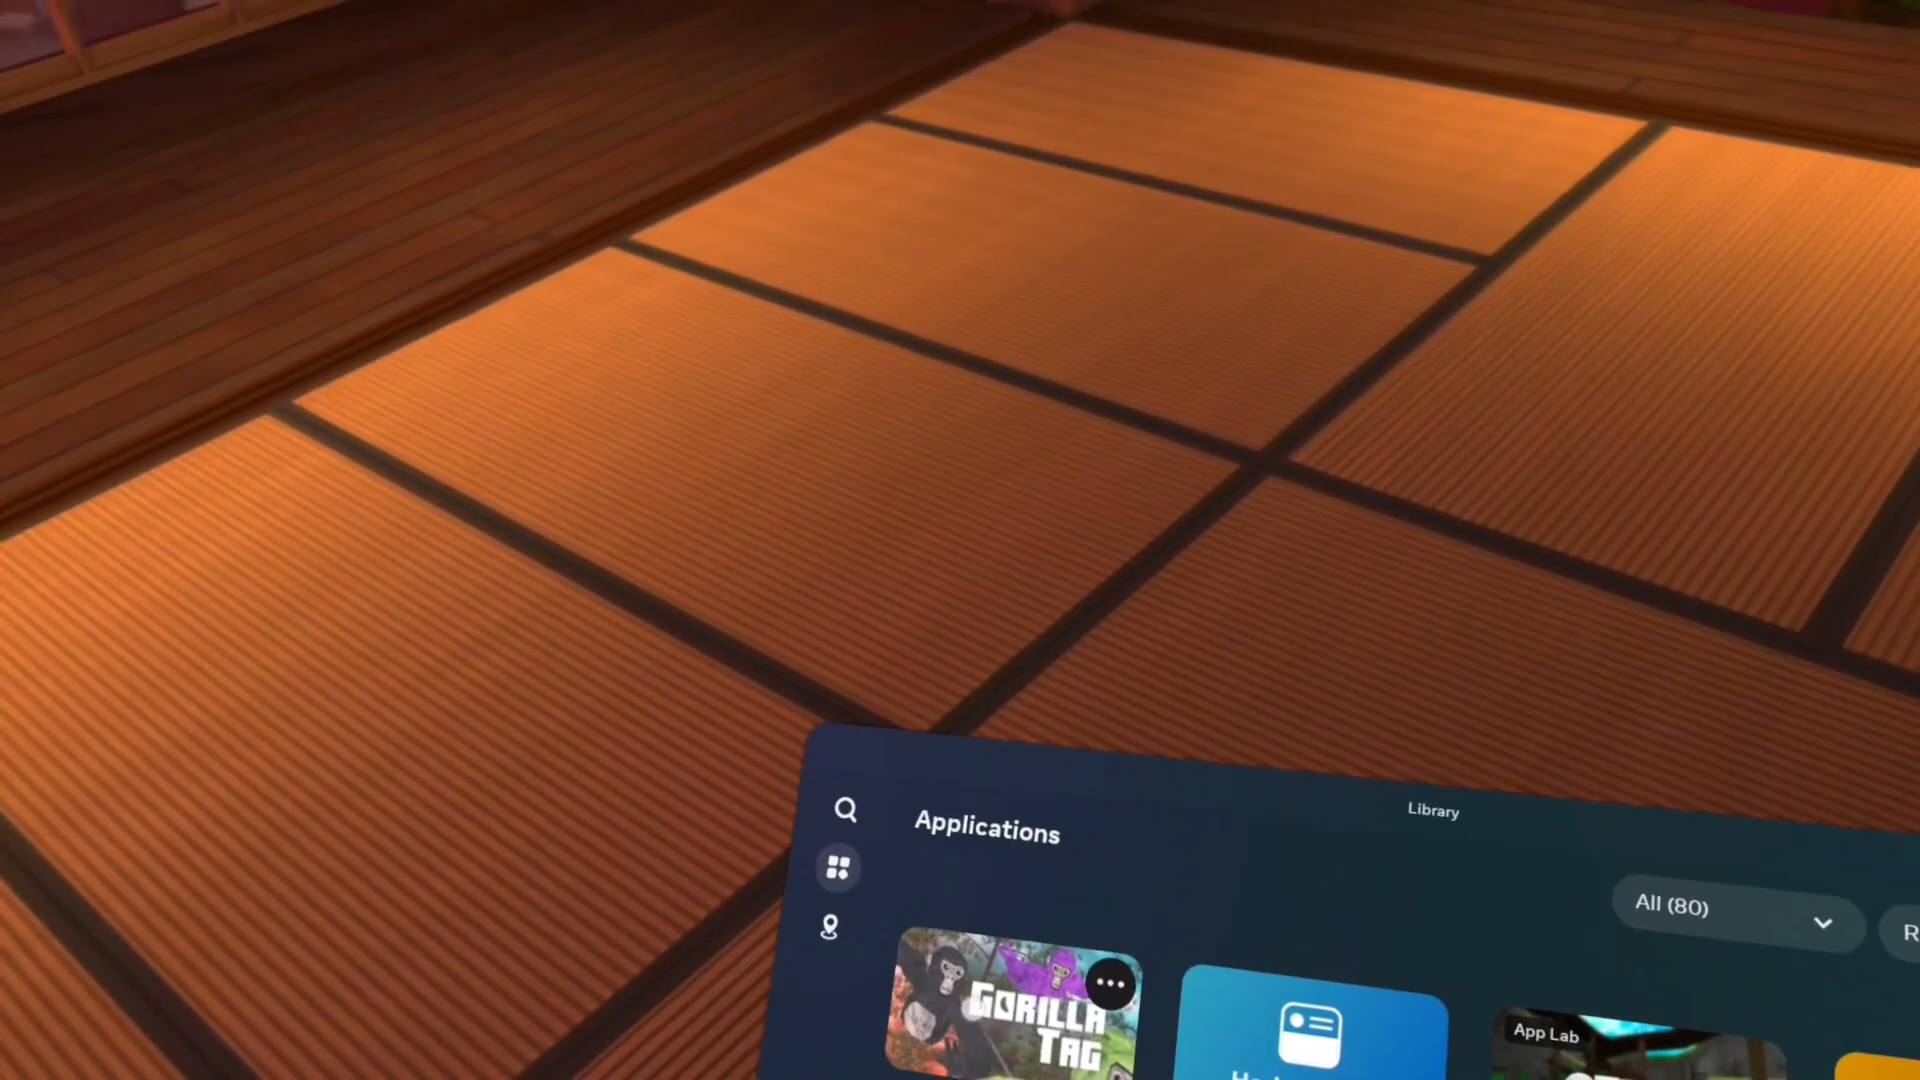 Library
Applications
All (80)
R
GORILLA
TAG
App Lab